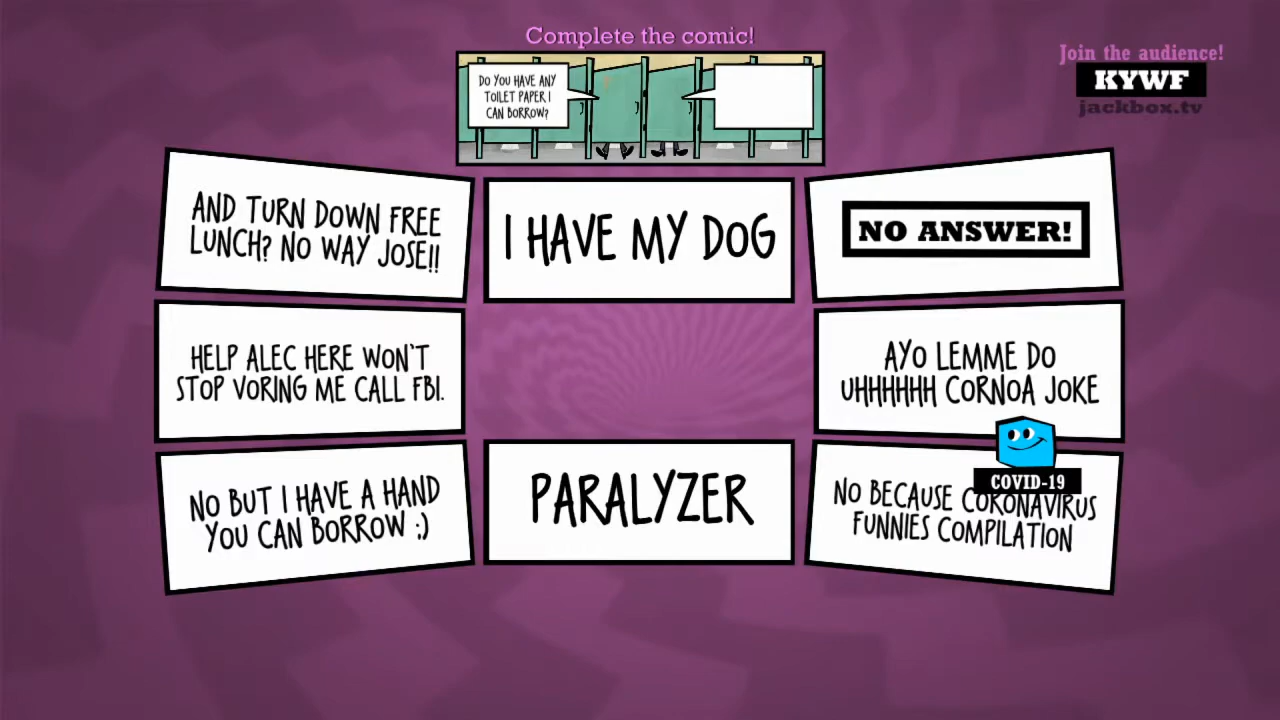 Complete the comic!
Join the audience!
KYWF
jackbox.tv
DO YOU HAVE ANY
TOILET PAPER I
CAN BORROW?
AND TURN DOWN FREE
LUNCH? NO WAY JOSE!!
I HAVE MY DOG
NO ANSWER!
HELP ALEC HERE WON'T
STOP VORING ME CALL FBI.
AYO LEMME DO
UHHHHHH CORNOA JOKE
NO BUT I HAVE A HAND
YOU CAN BORROW ;)
PARALYZER
COVID-19
NO BECAUSE CORONAVIRUS
FUNNIES COMPILATION